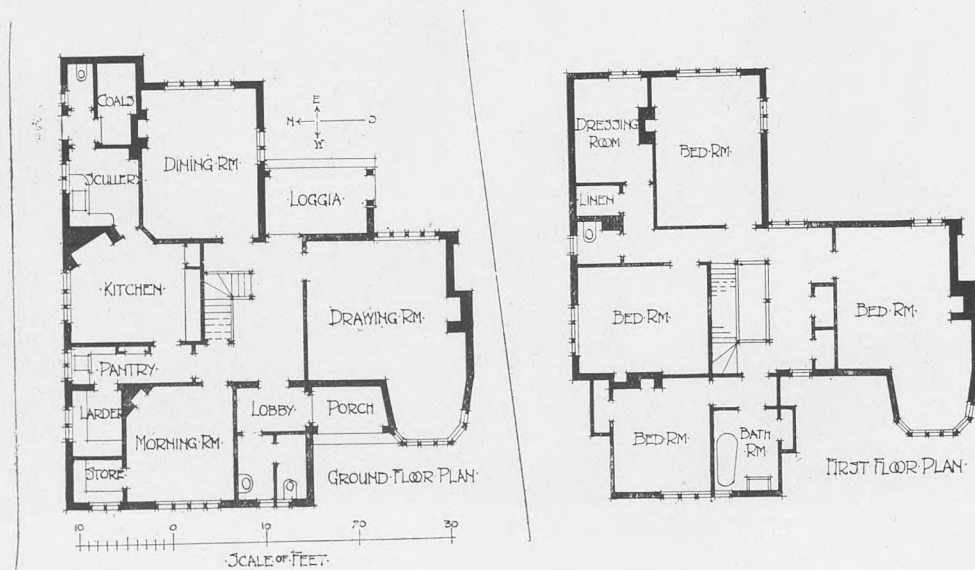 COALS
SCULLERY
DINING·RM·
E
N
W
LOGGIA·
·KITCHEN·
DRAWING·RM·
·PANTRY·
LARDER
STORE
MORNING·RM·
LOBBY·
PORCH
GROUND·FLOOR·PLAN·
10 0 10 20 30
·SCALE OF FEET·
DRESSING
ROOM
BED·RM·
LINEN
BED·RM·
BED·RM·
BED·RM·
BATH
RM·
FIRST FLOOR PLAN·